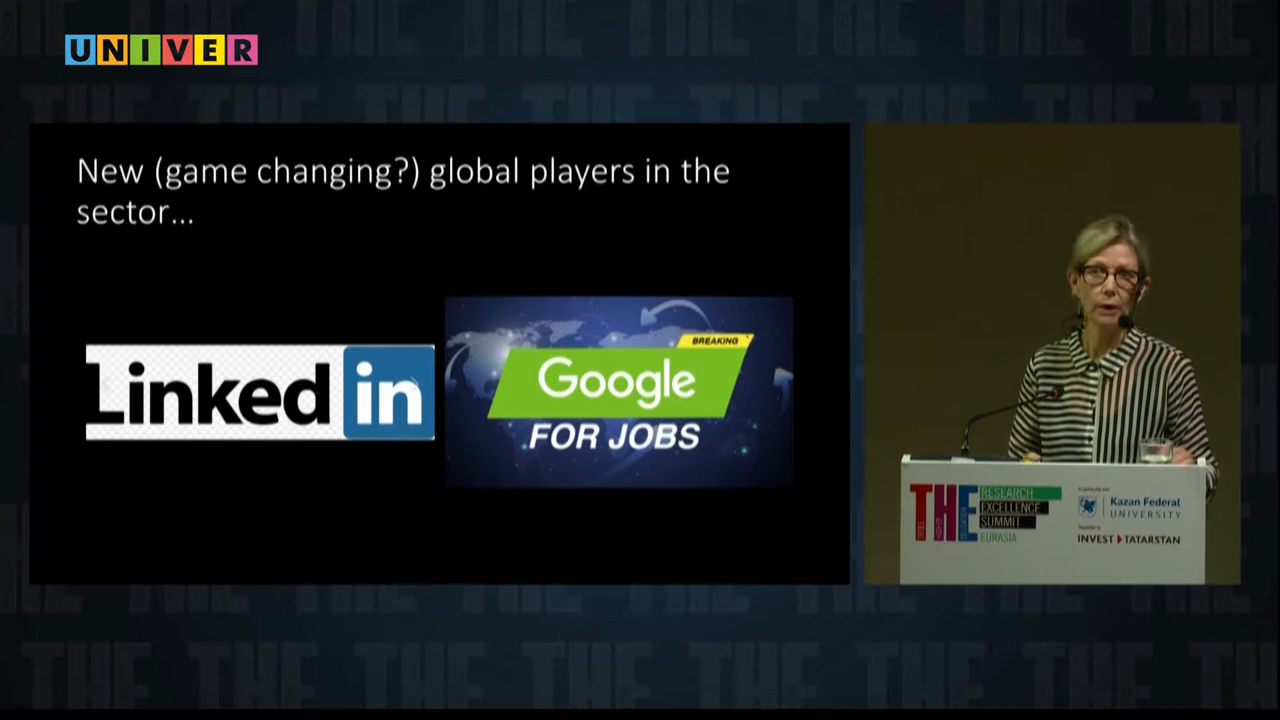 UNIVER
New (game changing?) global players in the
sector...
Linked in
BREAKING
Google
FOR JOBS
THE
RESEARCH
EXCELLENCE
SUMMIT
EURASIA
Kazan Federal
UNIVERSITY
INVEST TATARSTAN